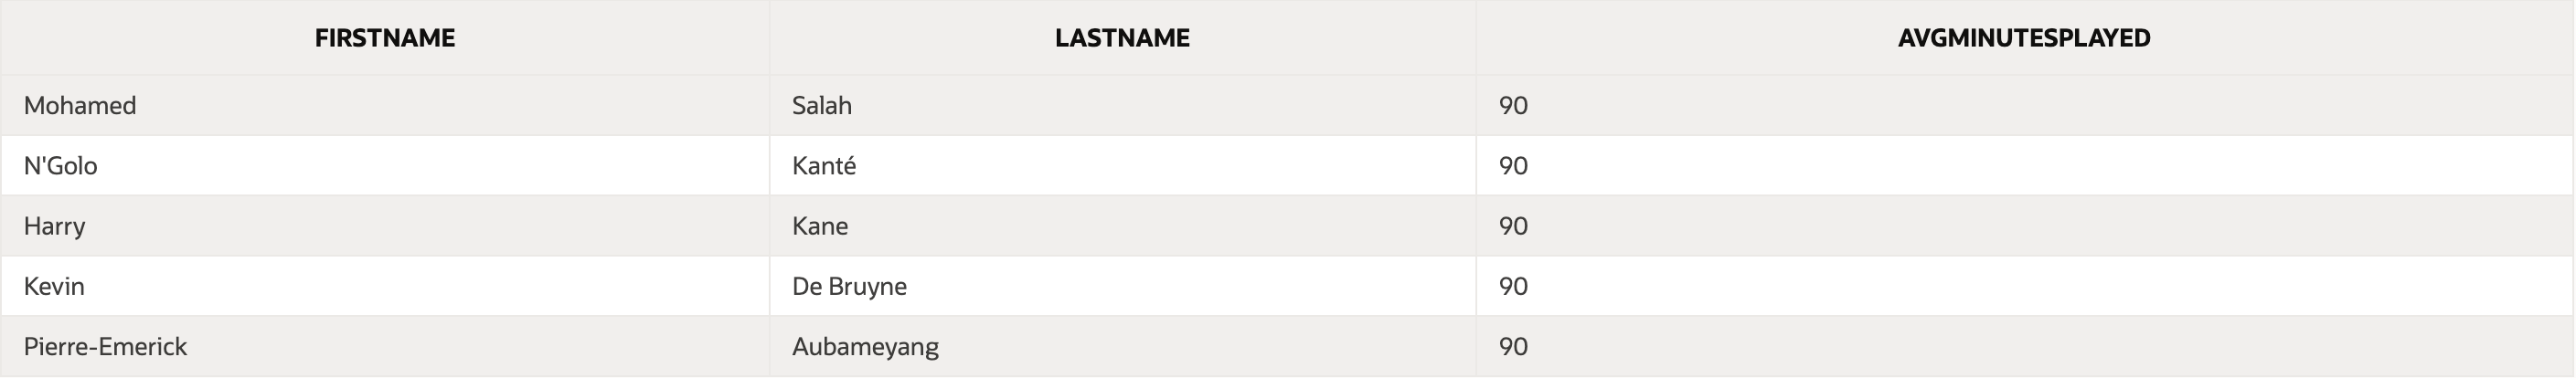 FIRSTNAME LASTNAME AVGMINUTESPLAYED
Mohamed Salah 90
N'Golo Kanté 90
Harry Kane 90
Kevin De Bruyne 90
Pierre-Emerick Aubameyang 90